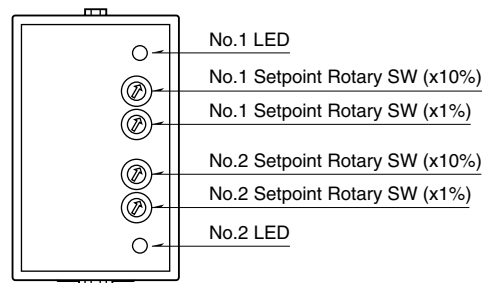 No.1 LED
No.1 Setpoint Rotary SW (x10%)
No.1 Setpoint Rotary SW (x1%)
No.2 Setpoint Rotary SW (x10%)
No.2 Setpoint Rotary SW (x1%)
No.2 LED